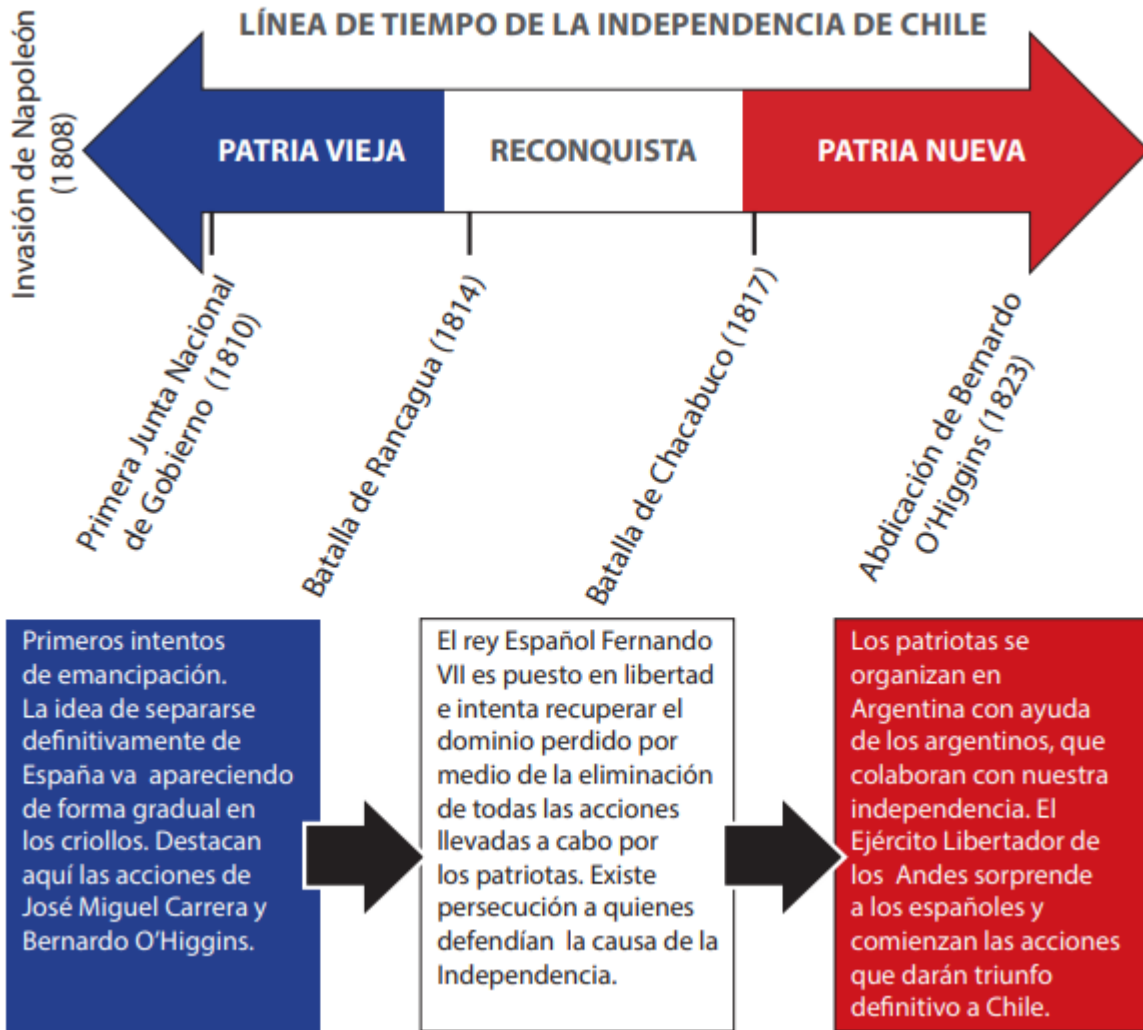 LÍNEA DE TIEMPO DE LA INDEPENDENCIA DE CHILE
Invasión de Napoleón
(1808)
PATRIA VIEJA
RECONQUISTA
PATRIA NUEVA
Primera Junta Nacional
de Gobierno (1810)
Batalla de Rancagua (1814)
Batalla de Chacabuco (1817)
Abdicación de Bernardo
O'Higgins (1823)
Primeros intentos
de emancipación.
La idea de separarse
definitivamente de
España va apareciendo
de forma gradual en
los criollos. Destacan
aquí las acciones de
José Miguel Carrera y
Bernardo O'Higgins.
El rey Español Fernando
VII es puesto en libertad
e intenta recuperar el
dominio perdido por
medio de la eliminación
de todas las acciones
llevadas a cabo por
los patriotas. Existe
persecución a quienes
defendían la causa de la
Independencia.
Los patriotas se
organizan en
Argentina con ayuda
de los argentinos, que
colaboran con nuestra
independencia. El
Ejército Libertador de
los Andes sorprende
a los españoles y
comienzan las acciones
que darán triunfo
definitivo a Chile.